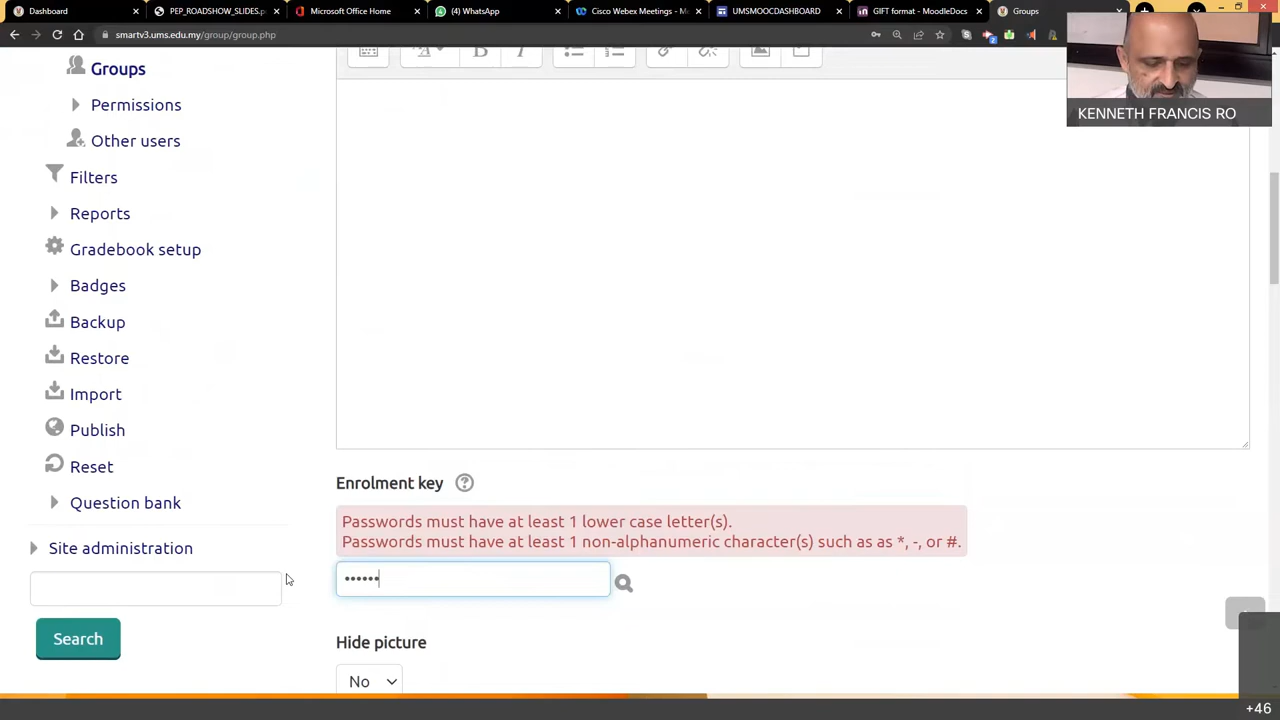 Dashboard
PEP_ROADSHOW_SLIDES.p
Microsoft Office Home
(4) WhatsApp
Cisco Webex Meetings - M
UMSMOOCDASHBOARD
GIFT format - MoodleDocs
Groups
smartv3.ums.edu.my/group/group.php
KENNETH FRANCIS RO
Groups
Permissions
Other users
Filters
Reports
Gradebook setup
Badges
Backup
Restore
Import
Publish
Reset
Question bank
Site administration
Search
Enrolment key
Passwords must have at least 1 lower case letter(s).
Passwords must have at least 1 non-alphanumeric character(s) such as as *, -, or #.
••••••
Hide picture
No
+46